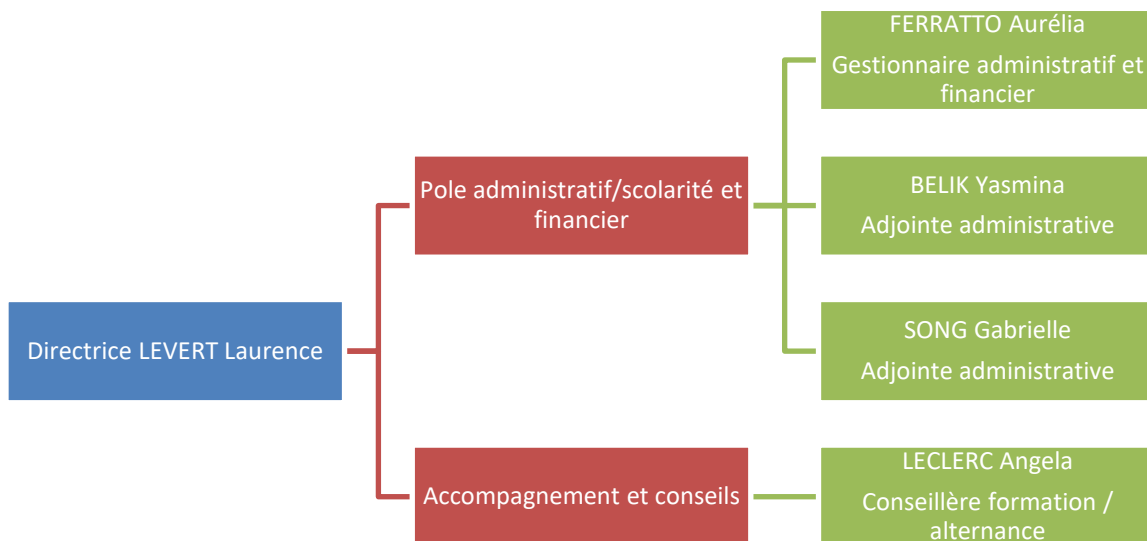 Directrice LEVERT Laurence
Pole administratif/scolarité et
financier
FERRATTO Aurélia
Gestionnaire administratif et
financier
BELIK Yasmina
Adjointe administrative
SONG Gabrielle
Adjointe administrative
Accompagnement et conseils
LECLERC Angela
Conseillère formation /
alternance